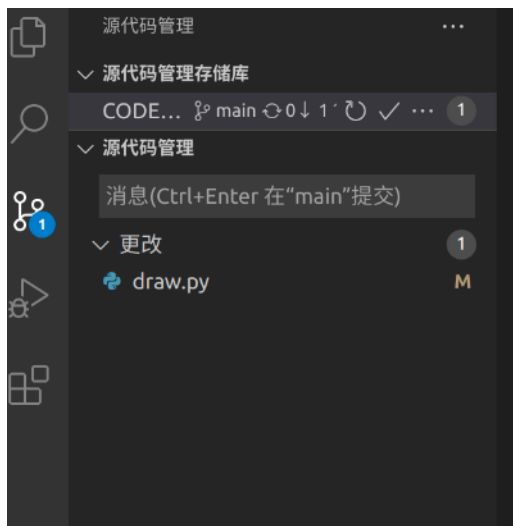 源代码管理 ···
源代码管理存储库
CODE... main 0↓ 1 ··· 1
源代码管理
消息(Ctrl+Enter 在“main”提交)
更改 1
draw.py M
1